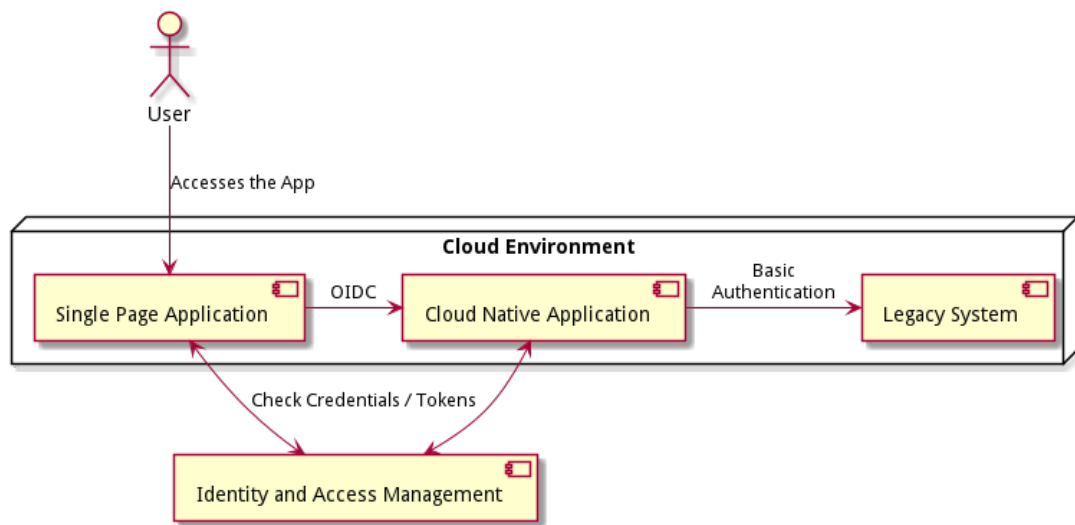 User
Accesses the App
Cloud Environment
Single Page Application
OIDC
Cloud Native Application
Basic
Authentication
Legacy System
Check Credentials / Tokens
Identity and Access Management